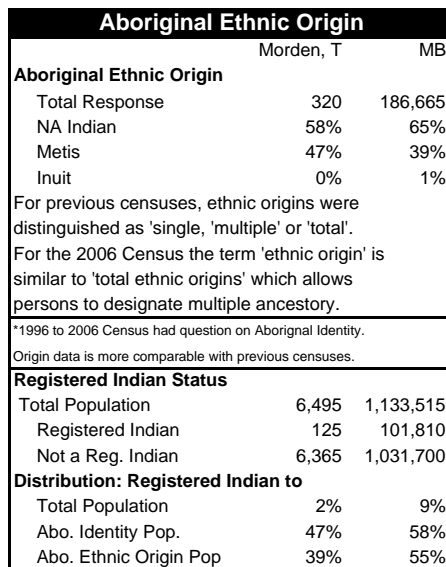 Aboriginal Ethnic Origin
Morden, T MB
Aboriginal Ethnic Origin
Total Response 320 186,665
NA Indian 58% 65%
Metis 47% 39%
Inuit 0% 1%
For previous censuses, ethnic origins were
distinguished as 'single, 'multiple' or 'total'.
For the 2006 Census the term 'ethnic origin' is
similar to 'total ethnic origins' which allows
persons to designate multiple ancestory.
*1996 to 2006 Census had question on Aborignal Identity.
Origin data is more comparable with previous censuses.
Registered Indian Status
Total Population 6,495 1,133,515
Registered Indian 125 101,810
Not a Reg. Indian 6,365 1,031,700
Distribution: Registered Indian to
Total Population 2% 9%
Abo. Identity Pop. 47% 58%
Abo. Ethnic Origin Pop 39% 55%